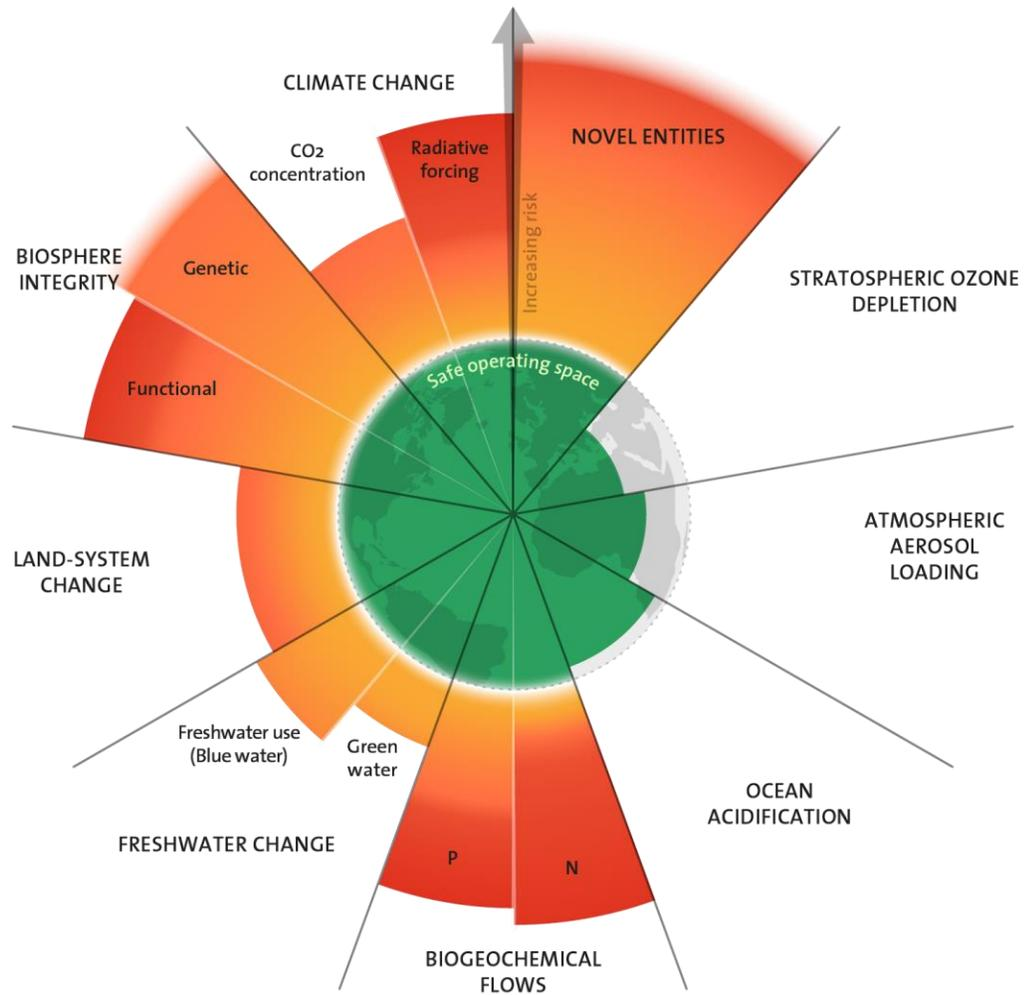 CLIMATE CHANGE
CO2
concentration
Radiative
forcing
NOVEL ENTITIES
Increasing risk
STRATOSPHERIC OZONE
DEPLETION
BIOSPHERE
INTEGRITY
Genetic
Functional
Safe operating space
ATMOSPHERIC
AEROSOL
LOADING
LAND-SYSTEM
CHANGE
Freshwater use
(Blue water)
Green
water
FRESHWATER CHANGE
OCEAN
ACIDIFICATION
P
N
BIOGEOCHEMICAL
FLOWS